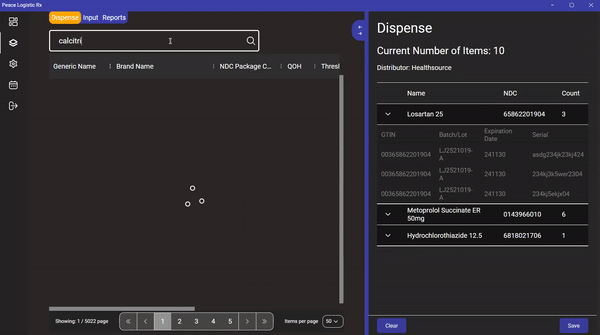 Peace Logistic Rx
Dispense Input Reports
calcitri
Generic Name Brand Name NDC Package C... QOH Thresl
Showing: 1 / 5022 page
1 2 3 4 5
Items per page 50
Dispense
Current Number of Items: 10
Distributor: Healthsource
Name NDC Count
Losartan 25 65862201904 3
GTIN Batch/Lot Expiration Date Serial
00365862201904 LJ2521019-A 241130 asdg234jk23kj424
00365862201904 LJ2521019-A 241130 234kj3k5wer2304
00365862201904 LJ2521019-A 241130 234kj5ekjx04
Metoprolol Succinate ER 50mg 0143966010 6
Hydrochlorothiazide 12.5 6818021706 1
Clear Save